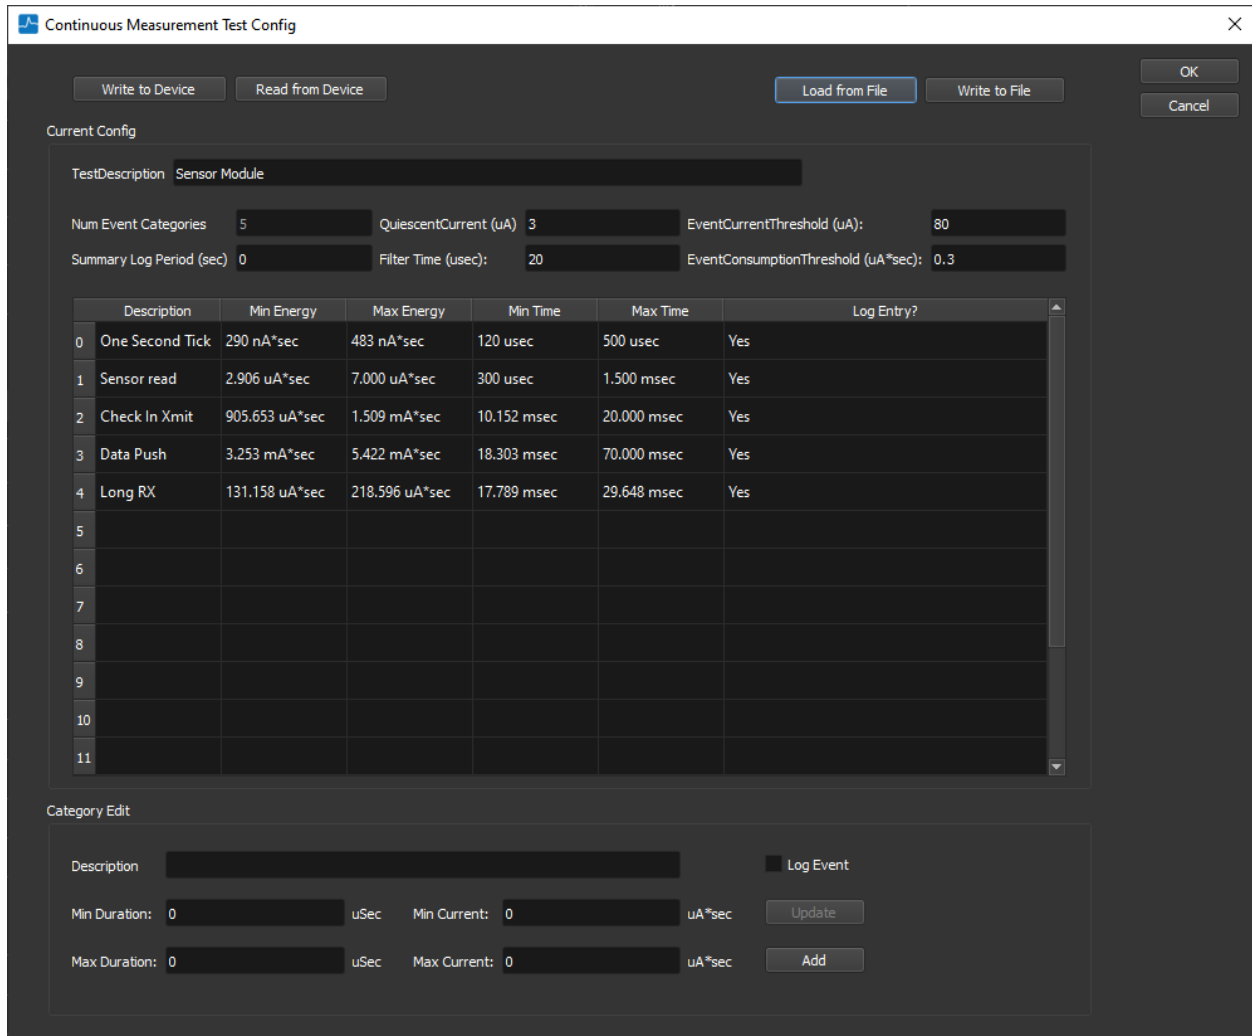 Continuous Measurement Test Config
Write to Device Read from Device Load from File Write to File OK
Cancel
Current Config
TestDescription Sensor Module
Num Event Categories 5 QuiescentCurrent (uA) 3 EventCurrentThreshold (uA): 80
Summary Log Period (sec) 0 Filter Time (usec): 20 EventConsumptionThreshold (uA*sec): 0.3
Description Min Energy Max Energy Min Time Max Time Log Entry?
0 One Second Tick 290 nA*sec 483 nA*sec 120 usec 500 usec Yes
1 Sensor read 2.906 uA*sec 7.000 uA*sec 300 usec 1.500 msec Yes
2 Check In Xmit 905.653 uA*sec 1.509 mA*sec 10.152 msec 20.000 msec Yes
3 Data Push 3.253 mA*sec 5.422 mA*sec 18.303 msec 70.000 msec Yes
4 Long RX 131.158 uA*sec 218.596 uA*sec 17.789 msec 29.648 msec Yes
5
6
7
8
9
10
11
Category Edit
Description Log Event
Min Duration: 0 uSec Min Current: 0 uA*sec Update
Max Duration: 0 uSec Max Current: 0 uA*sec Add